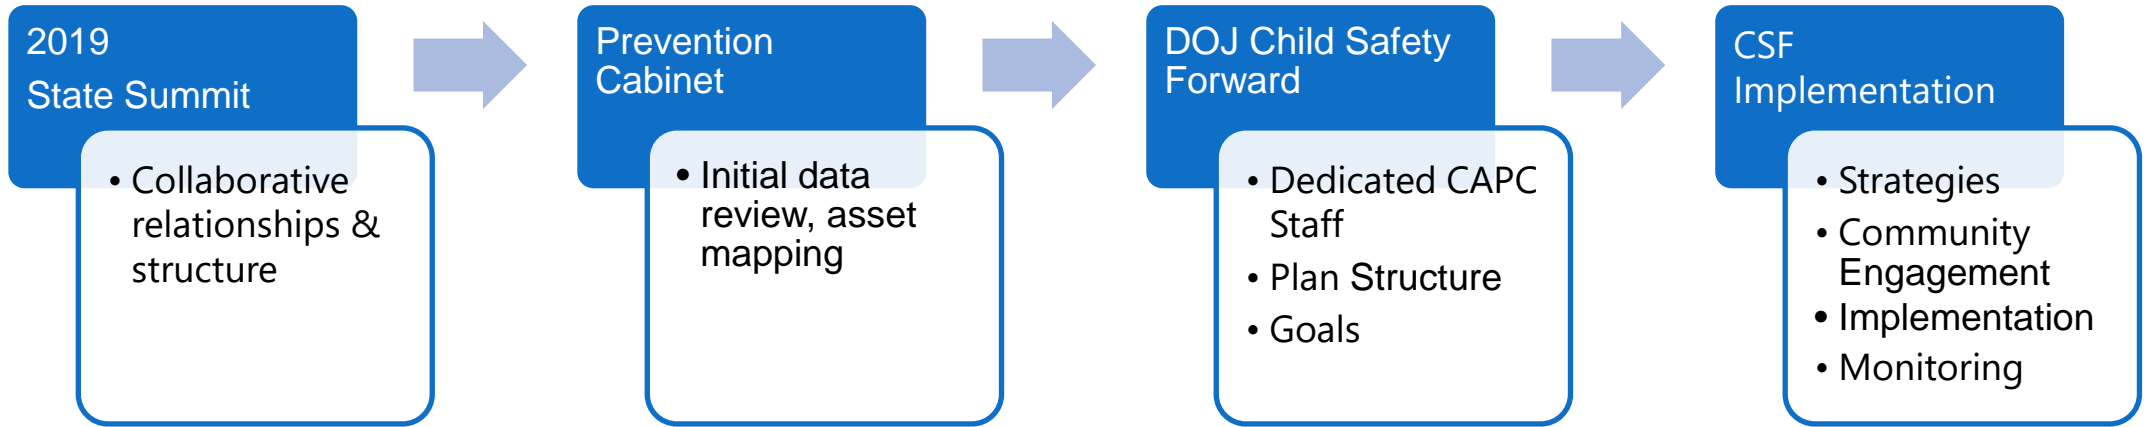 2019
State Summit
• Collaborative
relationships &
structure
Prevention
Cabinet
• Initial data
review, asset
mapping
DOJ Child Safety
Forward
• Dedicated CAPC
Staff
• Plan Structure
• Goals
CSF
Implementation
• Strategies
• Community
Engagement
• Implementation
• Monitoring